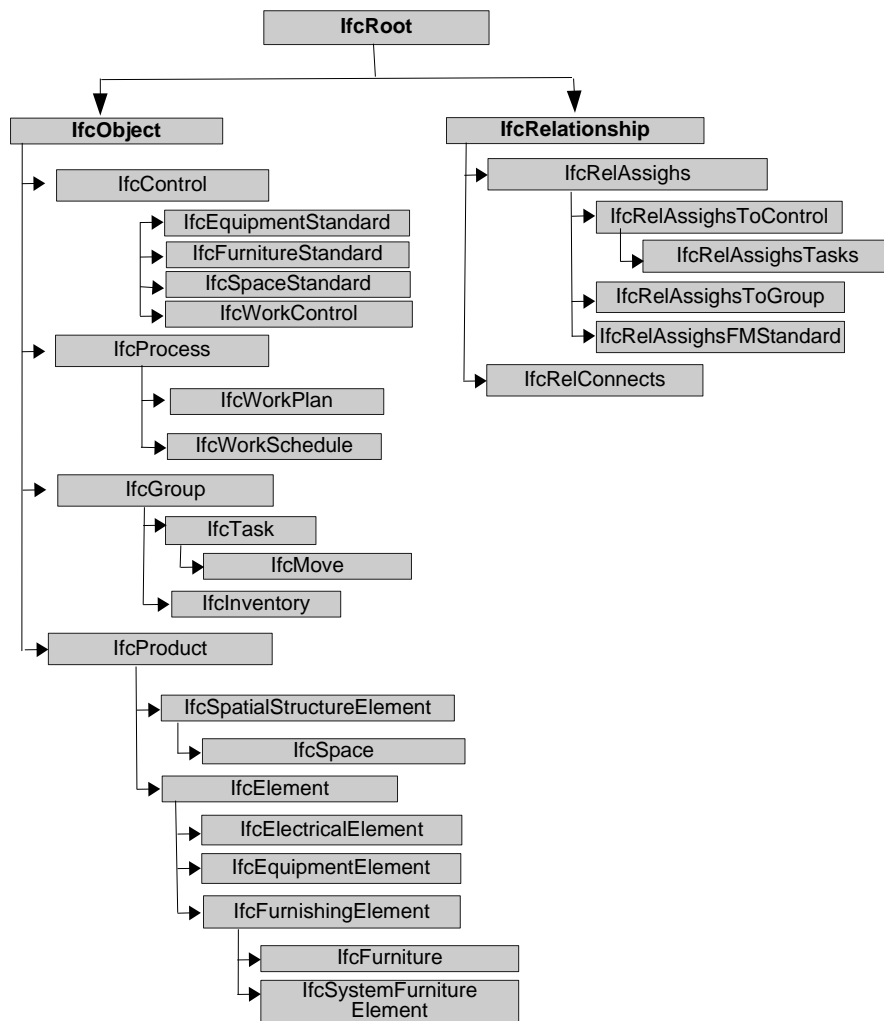 IfcRoot
IfcObject
IfcControl
IfcEquipmentStandard
IfcFurnitureStandard
IfcSpaceStandard
IfcWorkControl
IfcProcess
IfcWorkPlan
IfcWorkSchedule
IfcGroup
IfcTask
IfcMove
IfcInventory
IfcProduct
IfcSpatialStructureElement
IfcSpace
IfcElement
IfcElectricalElement
IfcEquipmentElement
IfcFurnishingElement
IfcFurniture
IfcSystemFurniture
Element
IfcRelationship
IfcRelAssighs
IfcRelAssighsToControl
IfcRelAssighsTasks
IfcRelAssighsToGroup
IfcRelAssighsFMStandard
IfcRelConnects